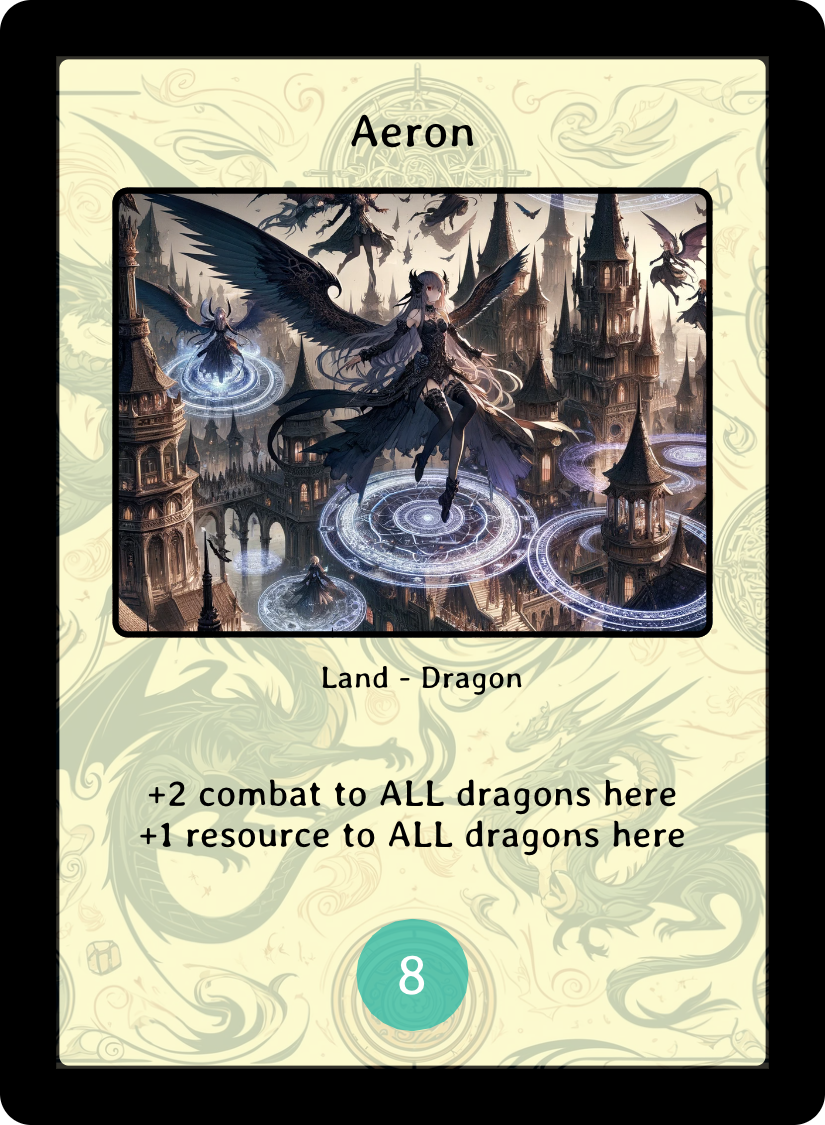 Aeron
Land - Dragon
+2 combat to ALL dragons here
+1 resource to ALL dragons here
8